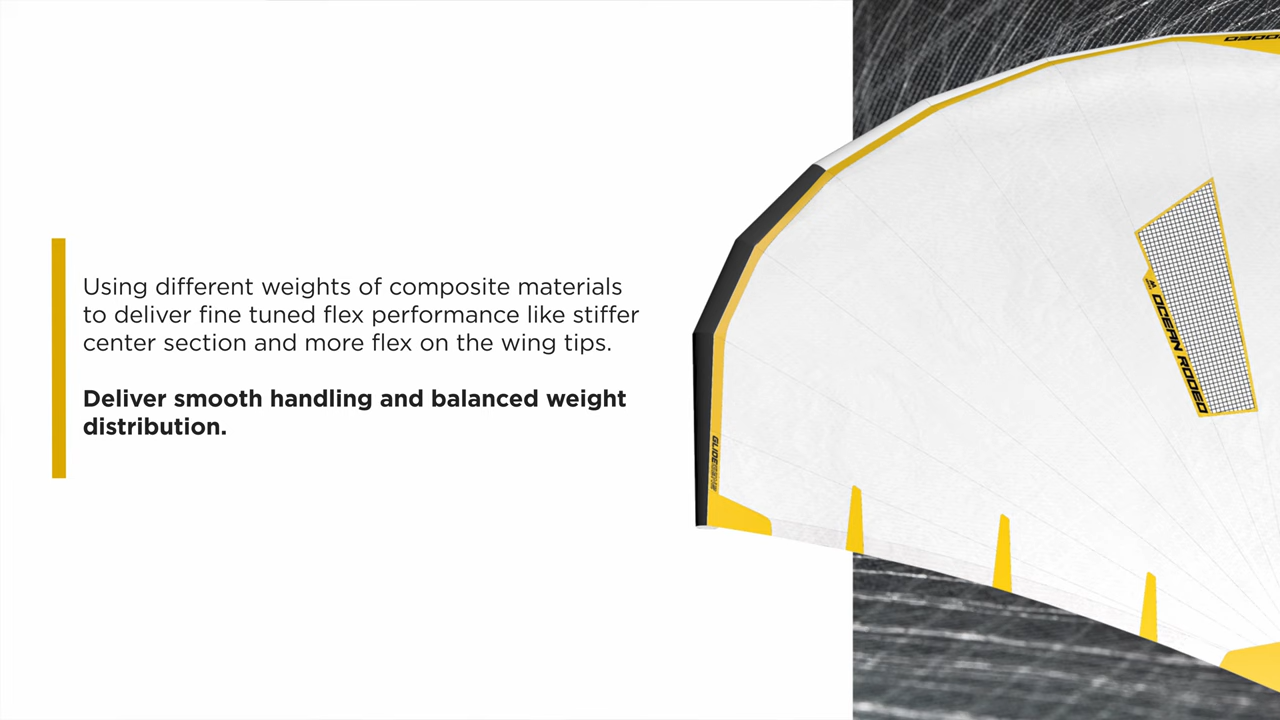 Using different weights of composite materials
to deliver fine tuned flex performance like stiffer
center section and more flex on the wing tips.
Deliver smooth handling and balanced weight
distribution.
OCEAN RODEO
GLIDE